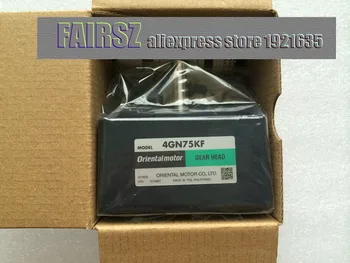 FAIRSZ aliexpress store 1921635
MODEL 4GN75KF
Orientalmotor GEAR HEAD
ORIENTAL MOTOR CO., LTD.